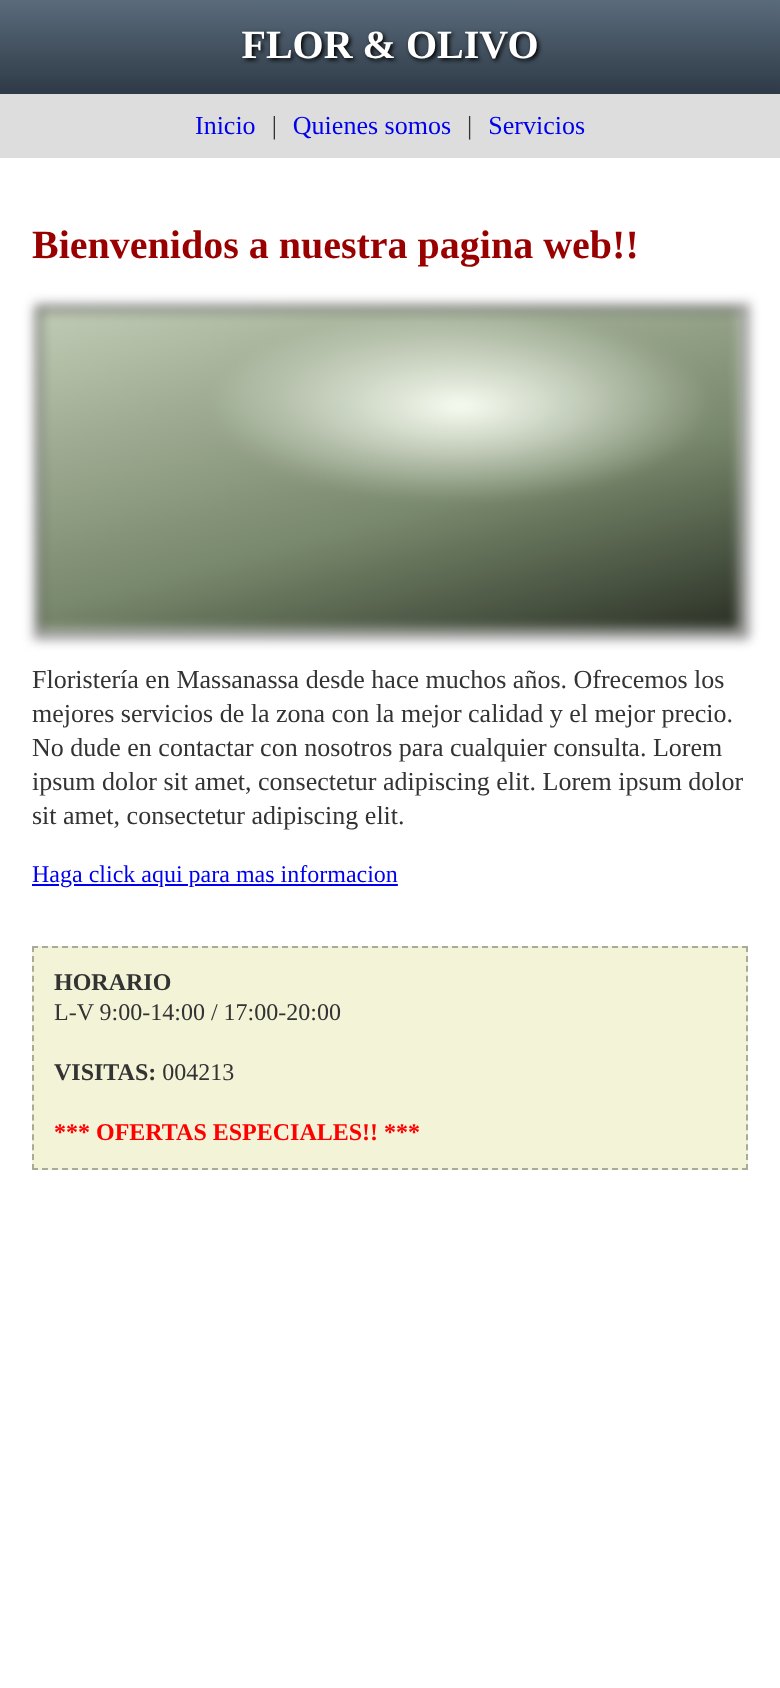 FLOR & OLIVO
Inicio | Quienes somos | Servicios
Bienvenidos a nuestra pagina web!!
Floristería en Massanassa desde hace muchos años. Ofrecemos los
mejores servicios de la zona con la mejor calidad y el mejor precio.
No dude en contactar con nosotros para cualquier consulta. Lorem
ipsum dolor sit amet, consectetur adipiscing elit. Lorem ipsum dolor
sit amet, consectetur adipiscing elit.
Haga click aqui para mas informacion
HORARIO
L-V 9:00-14:00 / 17:00-20:00
VISITAS: 004213
*** OFERTAS ESPECIALES!! ***